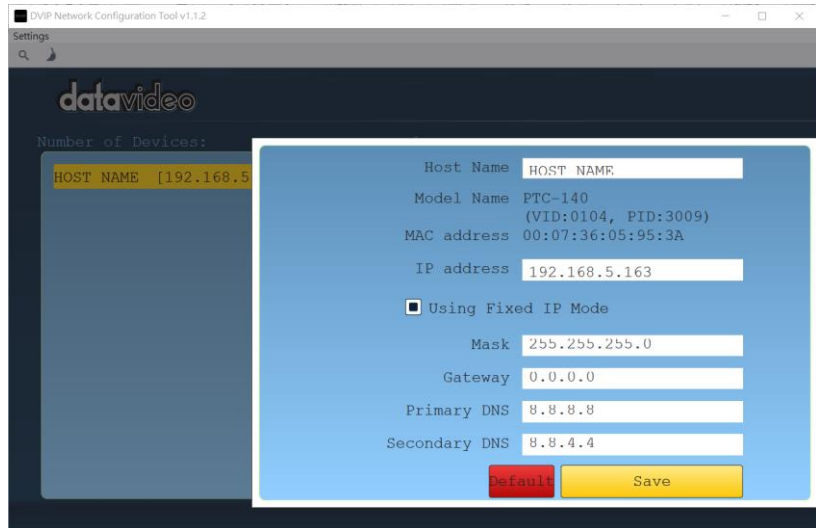 DVIP Network Configuration Tool v1.1.2
Settings
datavideo
Number of Devices:
HOST NAME [192.168.5
Host Name HOST NAME
Model Name PTC-140
(VID:0104, PID:3009)
MAC address 00:07:36:05:95:3A
IP address 192.168.5.163
Using Fixed IP Mode
Mask 255.255.255.0
Gateway 0.0.0.0
Primary DNS 8.8.8.8
Secondary DNS 8.8.4.4
Default Save